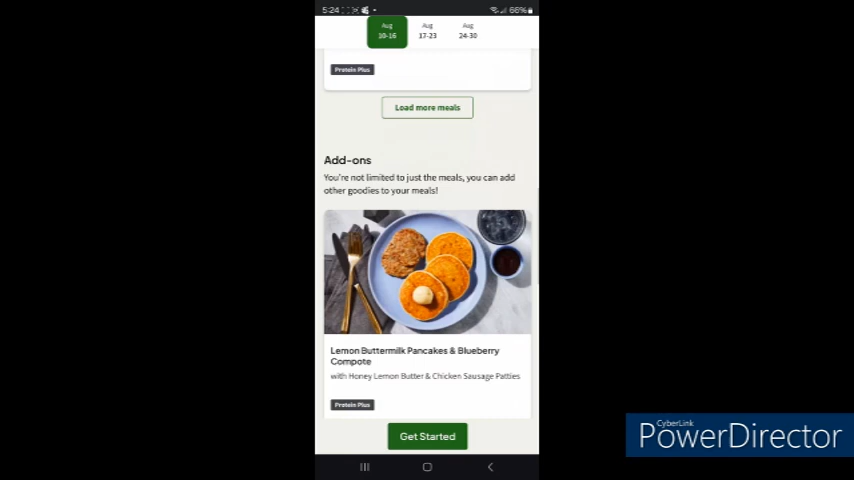 5:24
66%
Aug
10-16
Aug
17-23
Aug
24-30
Protein Plus
Load more meals
Add-ons
You're not limited to just the meals, you can add
other goodies to your meals!
Lemon Buttermilk Pancakes & Blueberry
Compote
with Honey Lemon Butter & Chicken Sausage Patties
Protein Plus
Get Started
CyberLink
PowerDirector